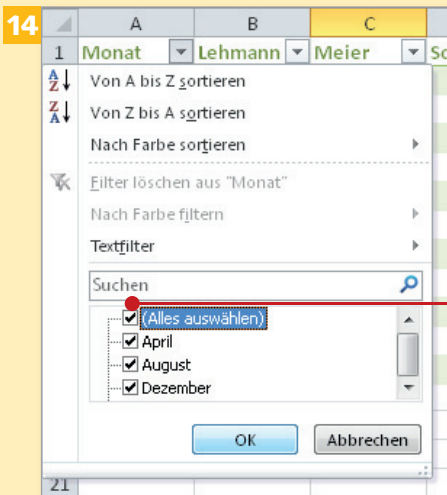 14
A B C
1 Monat Lehmann Meier Sc
Von A bis Z sortieren
Von Z bis A sortieren
Nach Farbe sortieren
Filter löschen aus "Monat"
Nach Farbe filtern
Textfilter
Suchen
(Alles auswählen)
April
August
Dezember
OK Abbrechen
21